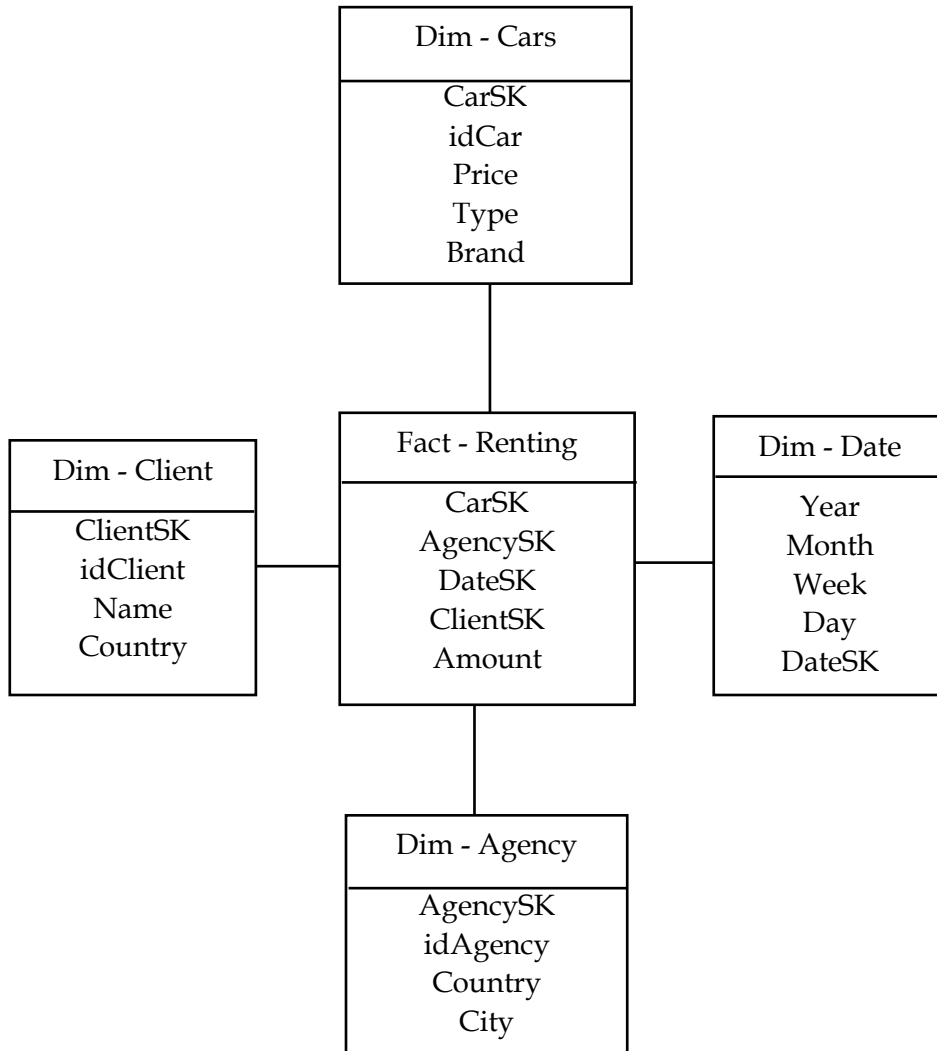 Dim - Cars
CarSK
idCar
Price
Type
Brand
Dim - Client
ClientSK
idClient
Name
Country
Fact - Renting
CarSK
AgencySK
DateSK
ClientSK
Amount
Dim - Date
Year
Month
Week
Day
DateSK
Dim - Agency
AgencySK
idAgency
Country
City